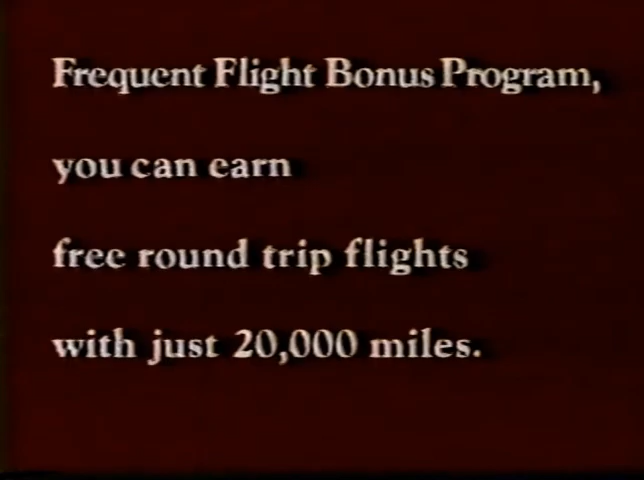 Frequent Flight Bonus Program,
you can earn
free round trip flights
with just 20,000 miles.